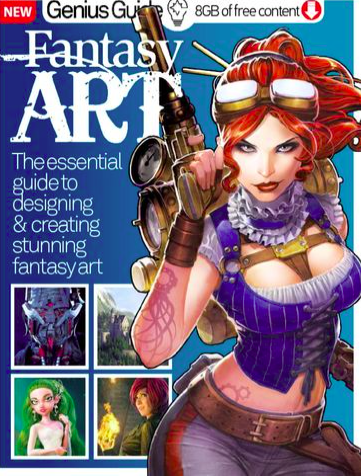 NEW
Genius Guide
8GB of free content
Fantasy
ART
The essential
guide to
designing
& creating
stunning
fantasy art